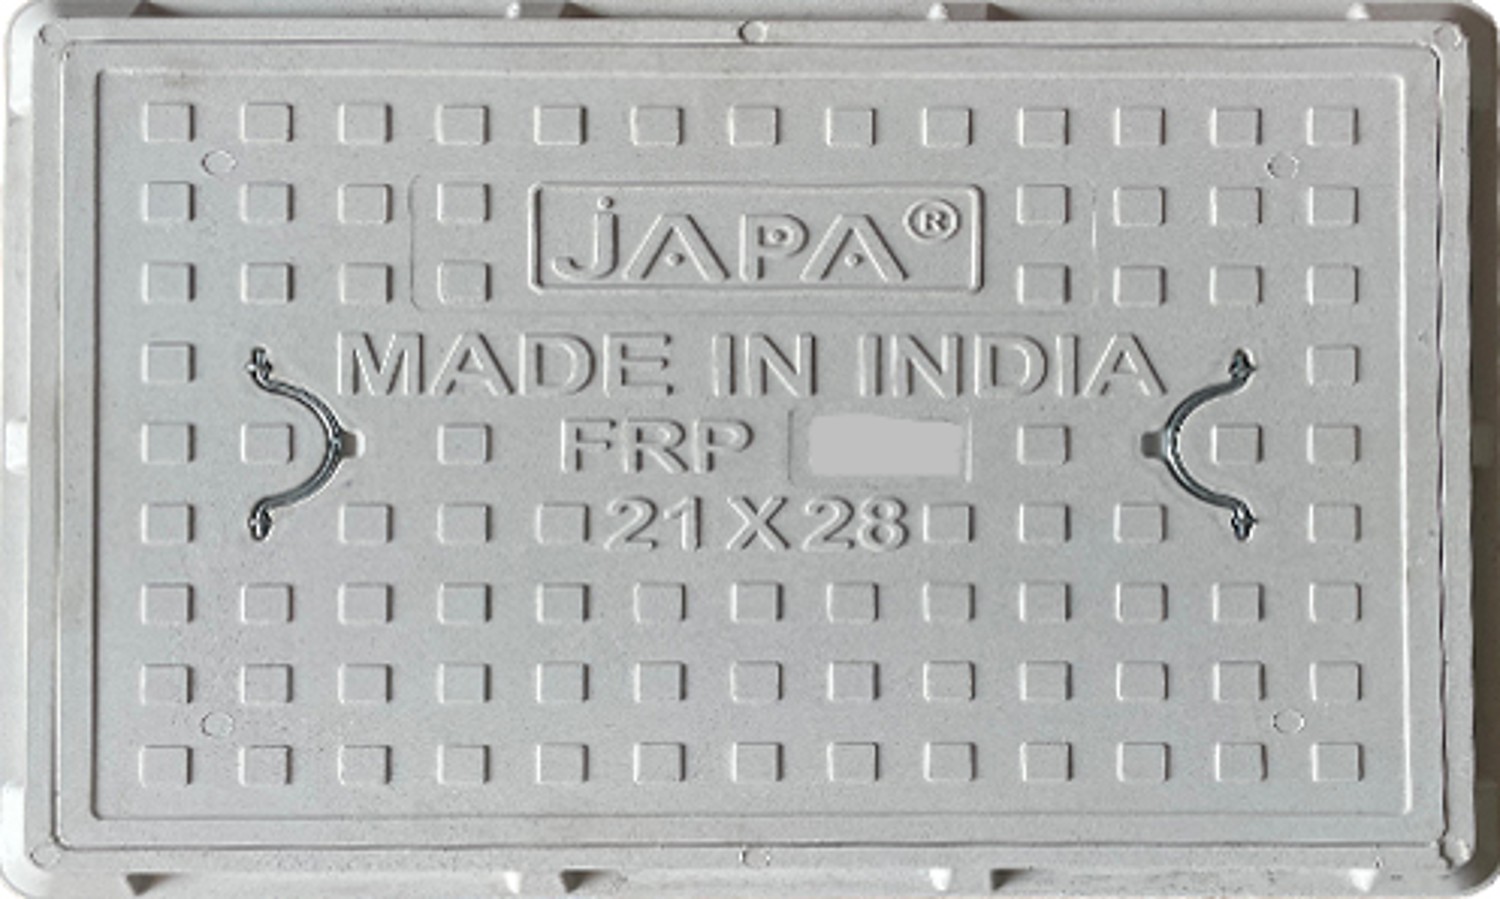 jAPA®
MADE IN INDIA
FRP
21 X 28